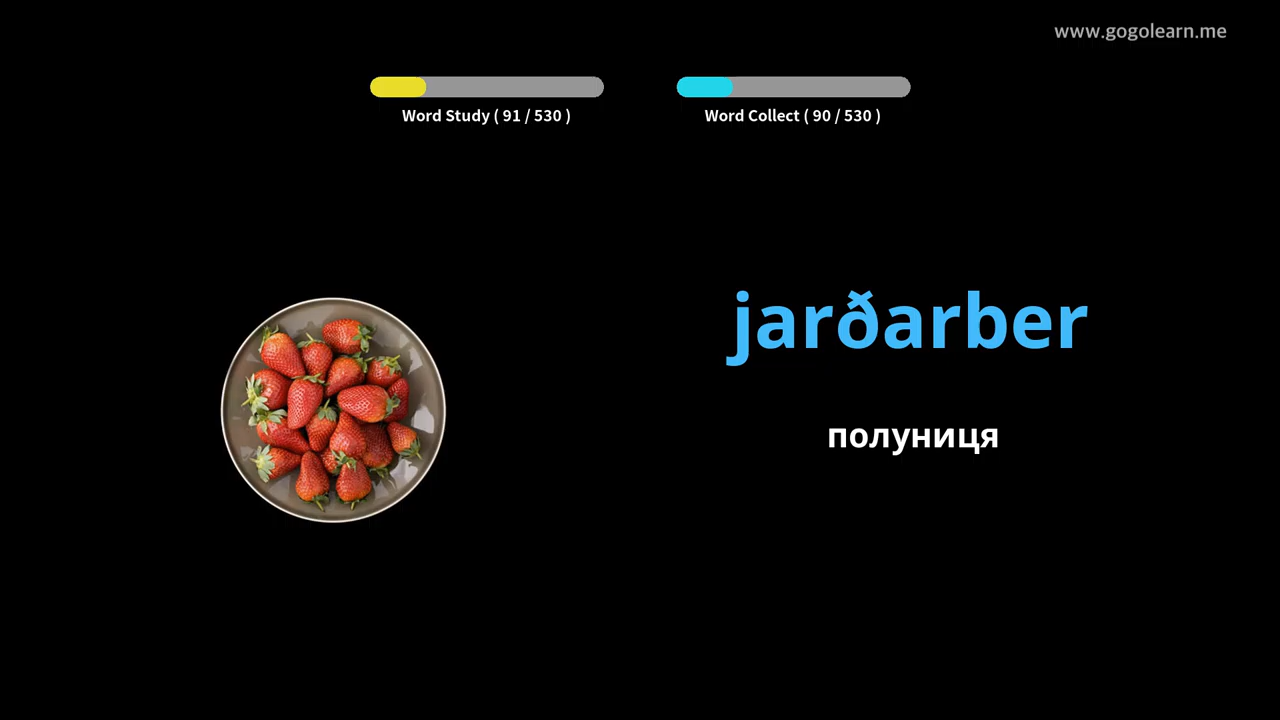 www.gogolearn.me
Word Study ( 91 / 530 )
Word Collect ( 90 / 530 )
jarðarber
полуниця